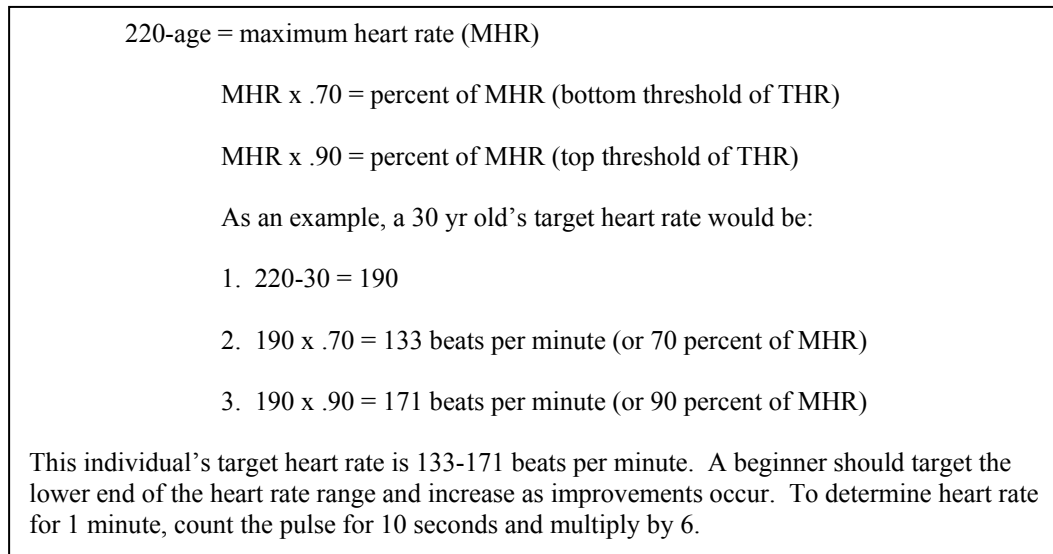 220-age = maximum heart rate (MHR)
MHR x .70 = percent of MHR (bottom threshold of THR)
MHR x .90 = percent of MHR (top threshold of THR)
As an example, a 30 yr old’s target heart rate would be:
1.  220-30 = 190
2.  190 x .70 = 133 beats per minute (or 70 percent of MHR)
3.  190 x .90 = 171 beats per minute (or 90 percent of MHR)
This individual’s target heart rate is 133-171 beats per minute.  A beginner should target the
lower end of the heart rate range and increase as improvements occur.  To determine heart rate
for 1 minute, count the pulse for 10 seconds and multiply by 6.